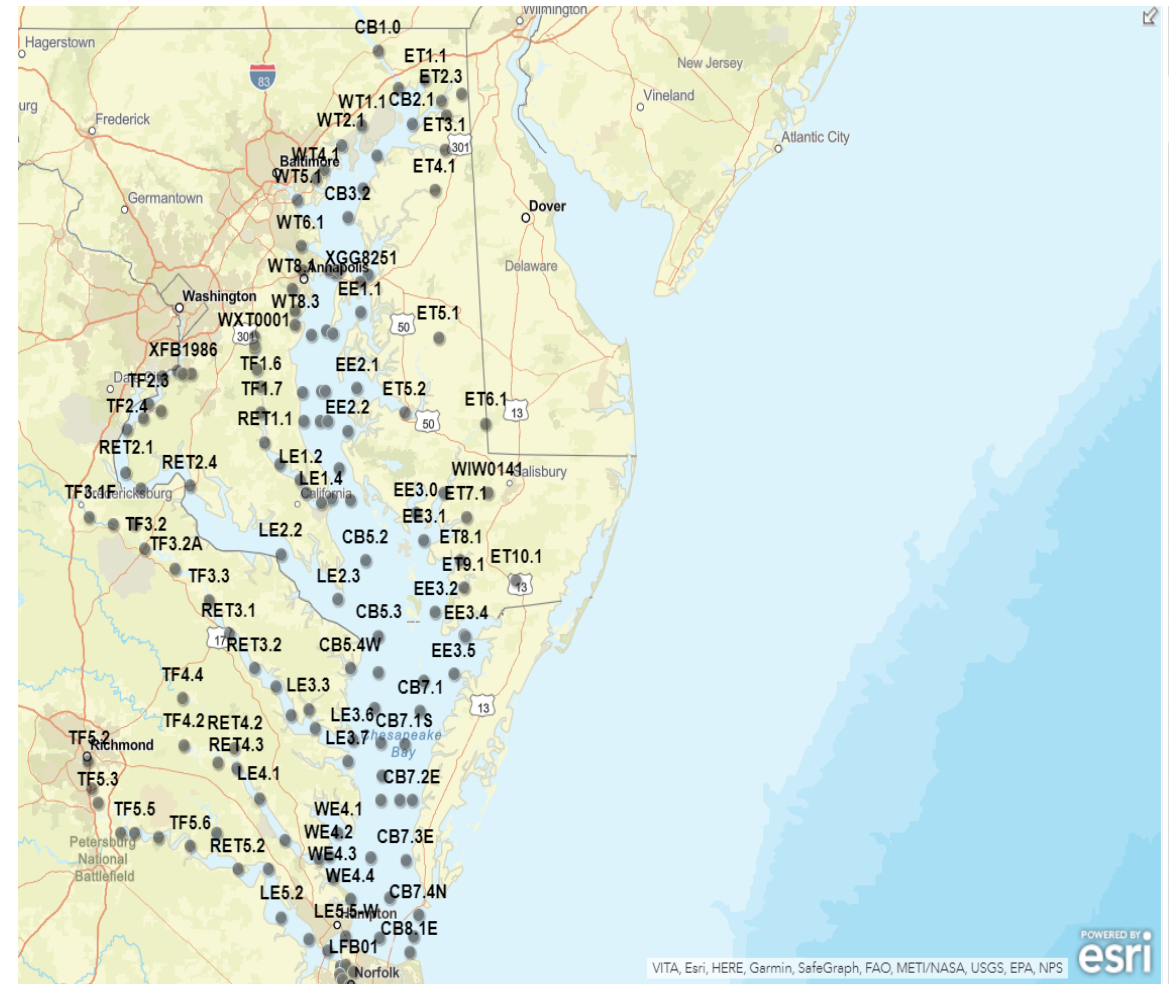 Wilmington
CB1.0
Hagerstown
ET1.1
New Jersey
83
ET2.3
Vineland
WT1.1
CB2.1
urg
Frederick
WT2.1
ET3.1
Atlantic City
301
WT4.1
Baltimore
ET4.1
WT5.1
CB3.2
Germantown
Dover
WT6.1
XGG8251
WT8.1
Annapolis
Delaware
EE1.1
Washington
WT8.3
WXT0001
ET5.1
50
301
XFB1986
TF1.6
EE2.1
TF2.3
TF1.7
ET5.2
TF2.4
EE2.2
ET6.1
13
RET1.1
50
RET2.1
LE1.2
RET2.4
WIW0141
Salisbury
LE1.4
TF3.1F
Fredericksburg
California
EE3.0
ET7.1
EE3.1
TF3.2
LE2.2
CB5.2
ET8.1
TF3.2A
ET10.1
ET9.1
TF3.3
LE2.3
EE3.2
13
RET3.1
CB5.3
EE3.4
17
RET3.2
CB5.4W
EE3.5
TF4.4
LE3.3
CB7.1
13
LE3.6
CB7.1S
TF4.2
RET4.2
TF5.2
Richmond
RET4.3
LE3.7
Chesapeake
Bay
LE4.1
CB7.2E
TF5.3
TF5.5
WE4.1
TF5.6
WE4.2
CB7.3E
Petersburg
National
Battlefield
RET5.2
WE4.3
WE4.4
LE5.2
CB7.4N
LE5.5-W
Hampton
CB8.1E
LFB01
Norfolk
POWERED BY
esri
VITA, Esri, HERE, Garmin, SafeGraph, FAO, METI/NASA, USGS, EPA, NPS